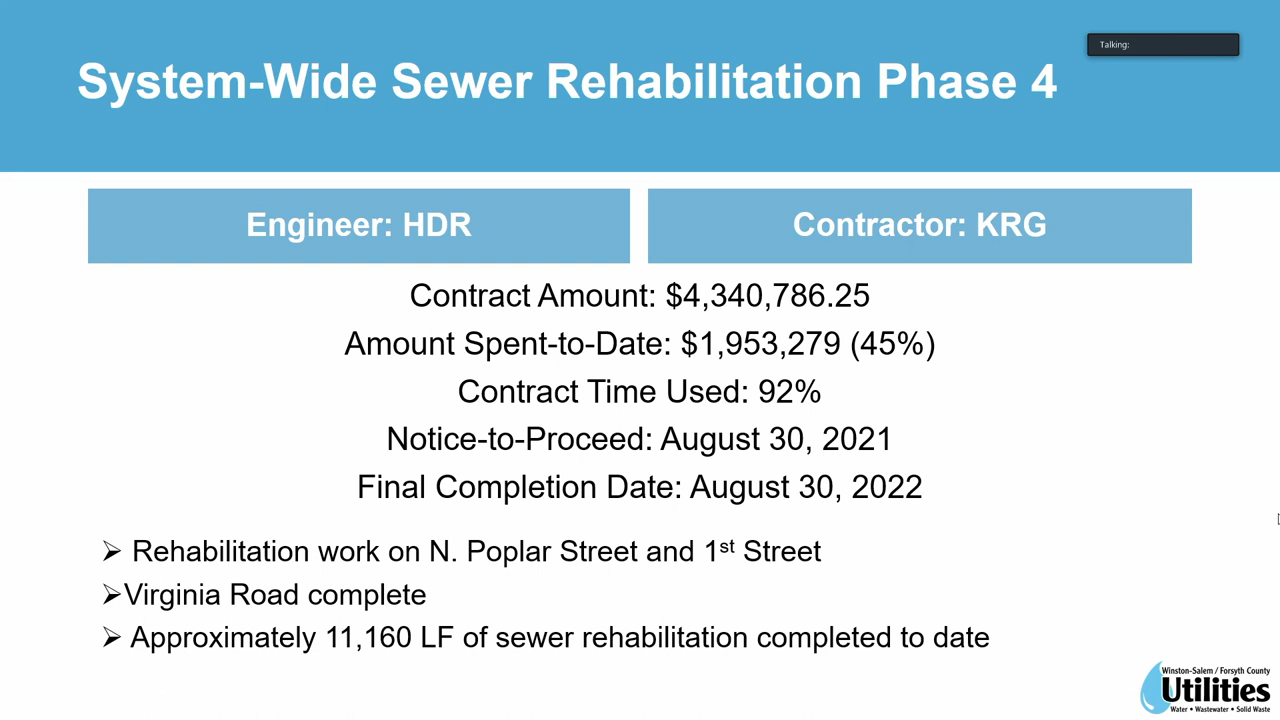 Talking:
System-Wide Sewer Rehabilitation Phase 4
Engineer: HDR
Contractor: KRG
Contract Amount: $4,340,786.25
Amount Spent-to-Date: $1,953,279 (45%)
Contract Time Used: 92%
Notice-to-Proceed: August 30, 2021
Final Completion Date: August 30, 2022
➢ Rehabilitation work on N. Poplar Street and 1st Street
➢Virginia Road complete
➢ Approximately 11,160 LF of sewer rehabilitation completed to date
Winston-Salem / Forsyth County
Utilities
Water • Wastewater • Solid Waste